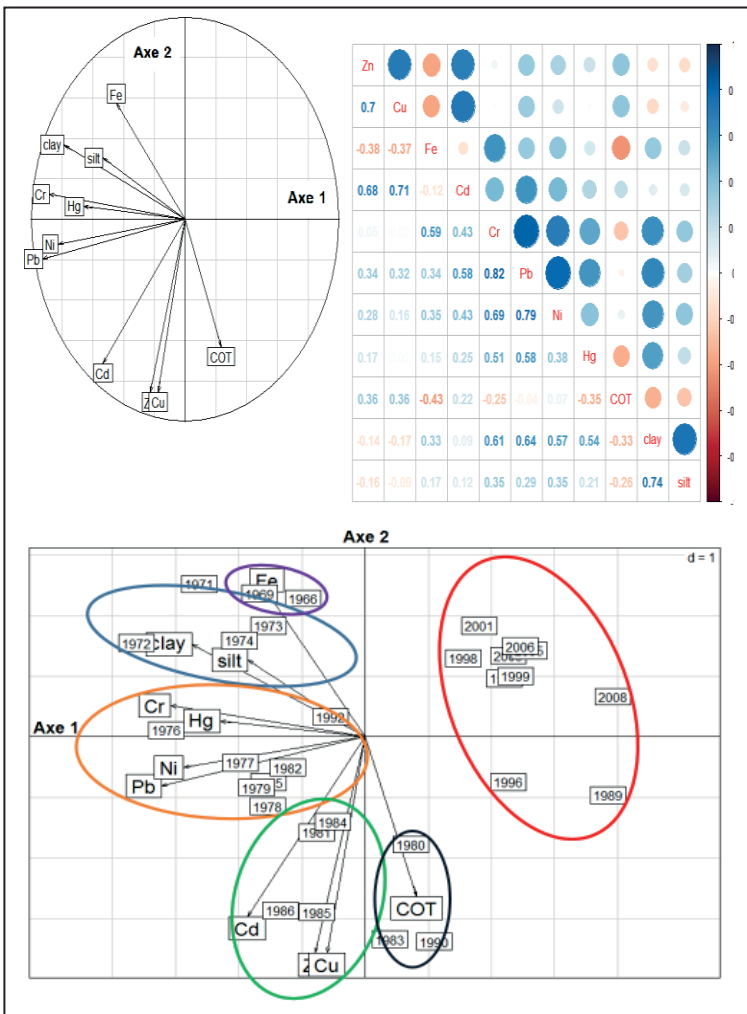 Axe 2
Fe
clay
silt
Cr
Hg
Axe 1
Ni
Pb
Cd
COT
Z Cu
Zn
0.7 Cu
-0.38 -0.37 Fe
0.68 0.71 -0.12 Cd
0.59 0.43 Cr
0.34 0.32 0.34 0.58 0.82 Pb
0.28 0.16 0.35 0.43 0.69 0.79 Ni
0.17 0.15 0.25 0.51 0.58 0.38 Hg
0.36 0.36 -0.43 0.22 -0.25 -0.04 0.07 -0.35 COT
-0.14 -0.17 0.33 0.09 0.61 0.64 0.57 0.54 -0.33 clay
-0.16 -0.09 0.17 0.12 0.35 0.29 0.35 0.21 -0.26 0.74 silt
Axe 2
d = 1
1971 Fe
1969 1966
1973
2001
1974
1972 clay
2006
silt
1998
1999
2008
Cr
Hg
1992
Axe 1
1976
1977
Ni
1982
Pb
1979
1996
1989
1978
1984
1981
1980
1986 1985
COT
Cd
1983 1990
Z Cu